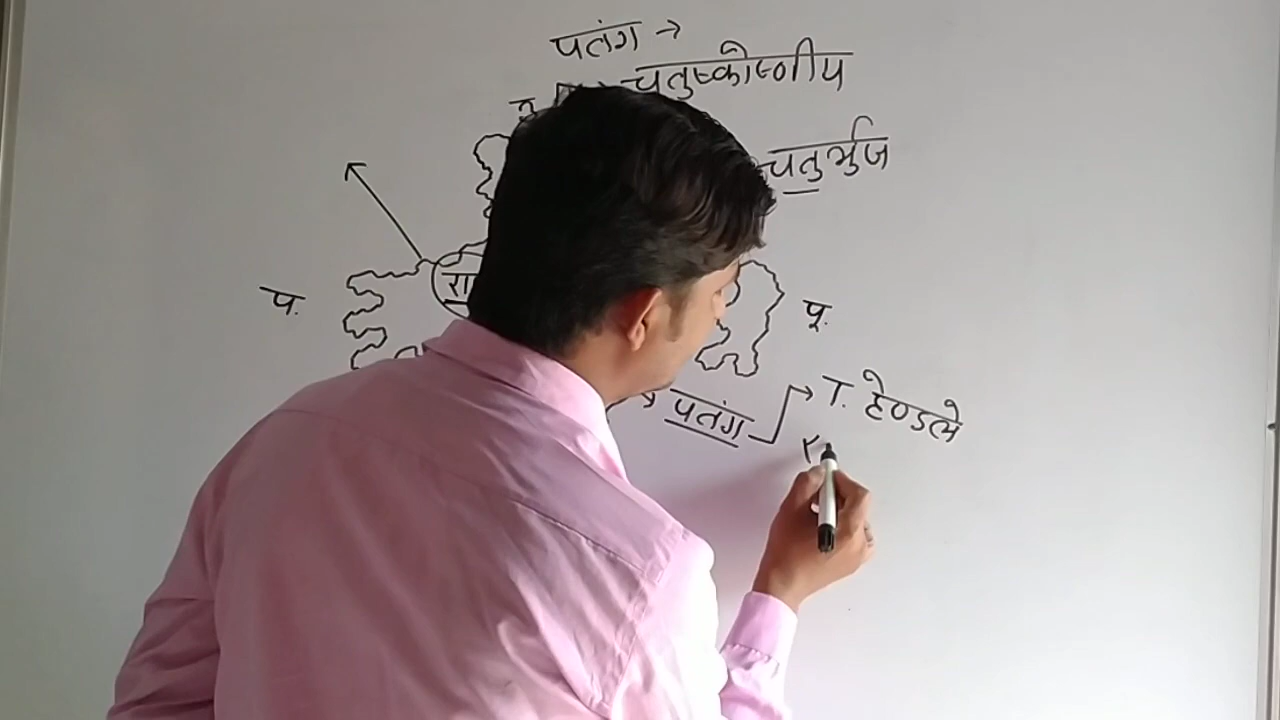 पतंग →
चतुष्कोणीय
उ
चतुर्भुज
रा
प.
पू.
→ पतंग → T. हेण्डले